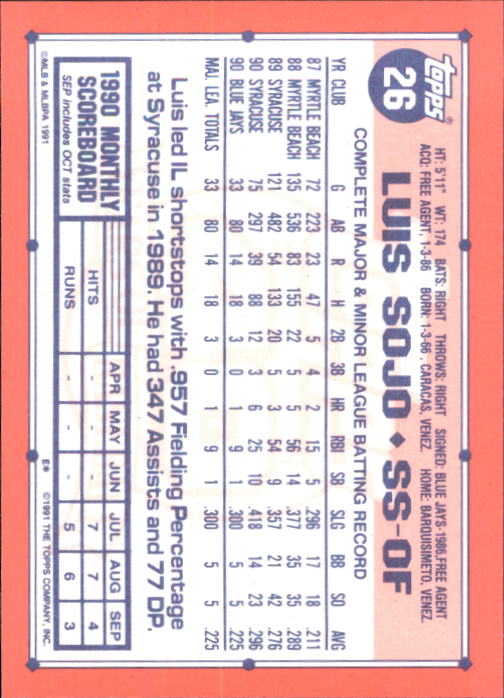 topps®
26
HT: 5'11" WT: 174 BATS: RIGHT THROWS: RIGHT SIGNED: BLUE JAYS-1986, FREE AGENT
ACQ: FREE AGENT, 1-3-86 BORN: 1-3-66, CARACAS, VENEZ. HOME: BARQUISIMETO, VENEZ.
LUIS SOJO ♦ SS-OF
COMPLETE MAJOR & MINOR LEAGUE BATTING RECORD
YR CLUB G AB R H 2B 3B HR RBI SB SLG BB SO AVG
87 MYRTLE BEACH 72 223 23 47 5 4 2 15 5 .296 17 18 .211
88 MYRTLE BEACH 135 536 83 155 22 5 5 56 14 .377 35 35 .289
89 SYRACUSE 121 482 54 133 20 5 3 54 9 .357 21 42 .276
90 SYRACUSE 75 297 39 88 12 3 6 25 10 .418 14 23 .296
90 BLUE JAYS 33 80 14 18 3 0 1 9 1 .300 5 5 .225
MAJ. LEA. TOTALS 33 80 14 18 3 0 1 9 1 .300 5 5 .225
Luis led IL shortstops with .957 Fielding Percentage
at Syracuse in 1989. He had 347 Assists and 77 DP.
1990 MONTHLY
SCOREBOARD
SEP includes OCT stats
APR MAY JUN JUL AUG SEP
HITS - - - 7 7 4
RUNS - - - 5 6 3
©MLB & MLBPA 1991
E* ©1991 THE TOPPS COMPANY, INC.